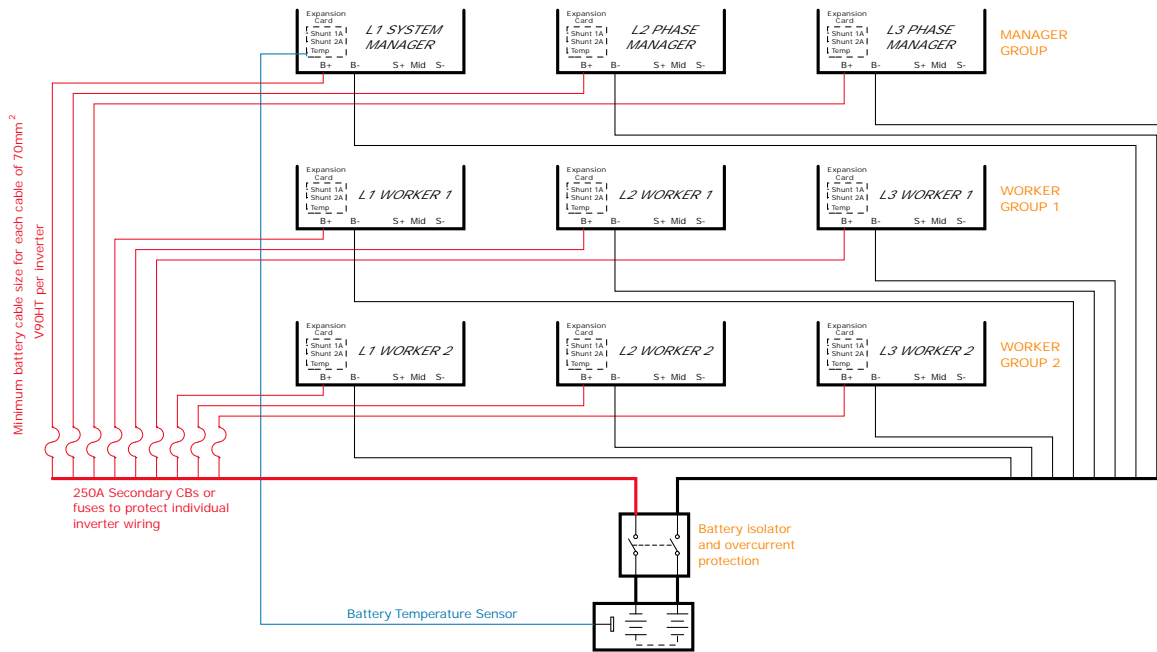 Expansion
Card
Shunt 1A
Shunt 2A
Temp
L1 SYSTEM
MANAGER
B+ B- S+ Mid S-
Expansion
Card
Shunt 1A
Shunt 2A
Temp
L2 PHASE
MANAGER
B+ B- S+ Mid S-
Expansion
Card
Shunt 1A
Shunt 2A
Temp
L3 PHASE
MANAGER
B+ B- S+ Mid S-
MANAGER
GROUP
Minimum battery cable size for each cable of 70mm²
V90HT per inverter
Expansion
Card
Shunt 1A
Shunt 2A
Temp
L1 WORKER 1
B+ B- S+ Mid S-
Expansion
Card
Shunt 1A
Shunt 2A
Temp
L2 WORKER 1
B+ B- S+ Mid S-
Expansion
Card
Shunt 1A
Shunt 2A
Temp
L3 WORKER 1
B+ B- S+ Mid S-
WORKER
GROUP 1
Expansion
Card
Shunt 1A
Shunt 2A
Temp
L1 WORKER 2
B+ B- S+ Mid S-
Expansion
Card
Shunt 1A
Shunt 2A
Temp
L2 WORKER 2
B+ B- S+ Mid S-
Expansion
Card
Shunt 1A
Shunt 2A
Temp
L3 WORKER 2
B+ B- S+ Mid S-
WORKER
GROUP 2
250A Secondary CBs or
fuses to protect individual
inverter wiring
Battery isolator
and overcurrent
protection
Battery Temperature Sensor